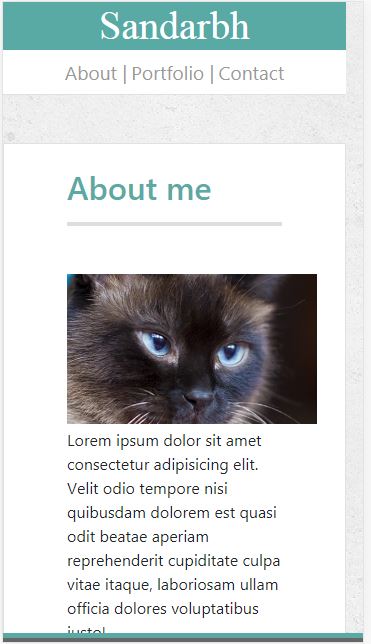 Sandarbh
About | Portfolio | Contact
About me
Lorem ipsum dolor sit amet
consectetur adipisicing elit.
Velit odio tempore nisi
quibusdam dolorem est quasi
odit beatae aperiam
reprehenderit cupiditate culpa
vitae itaque, laboriosam ullam
officia dolores voluptatibus
iusto!